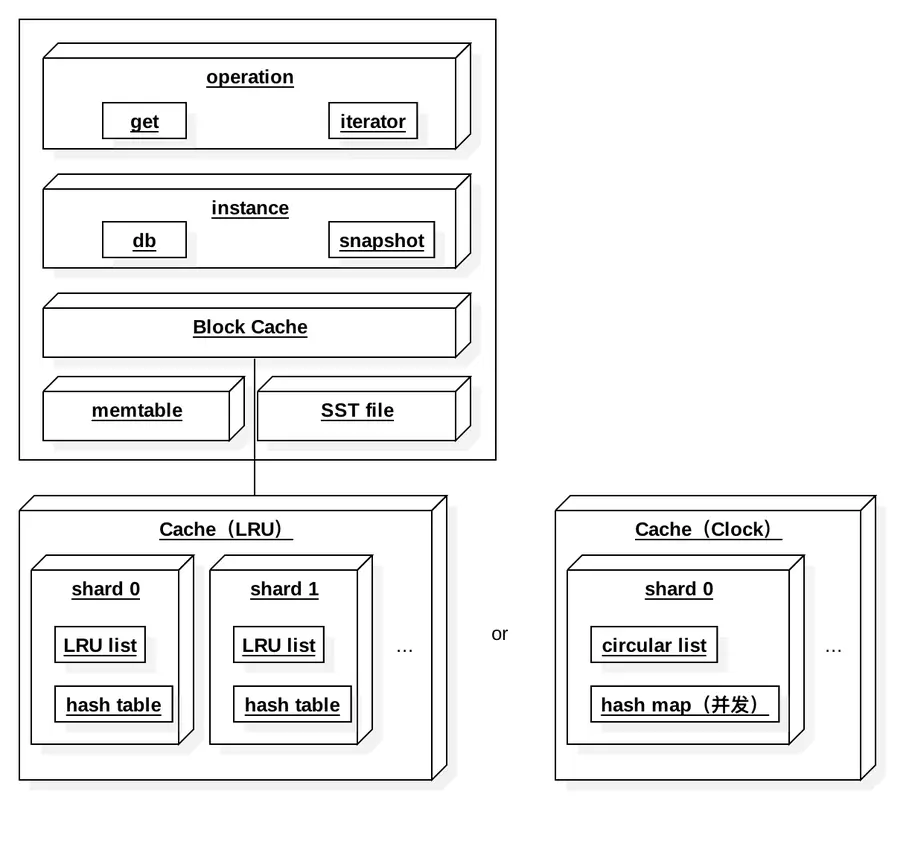 operation
get
iterator
instance
db
snapshot
Block Cache
memtable
SST file
Cache（LRU）
shard 0
LRU list
hash table
shard 1
LRU list
hash table
...
or
Cache（Clock）
shard 0
circular list
hash map（并发）
...